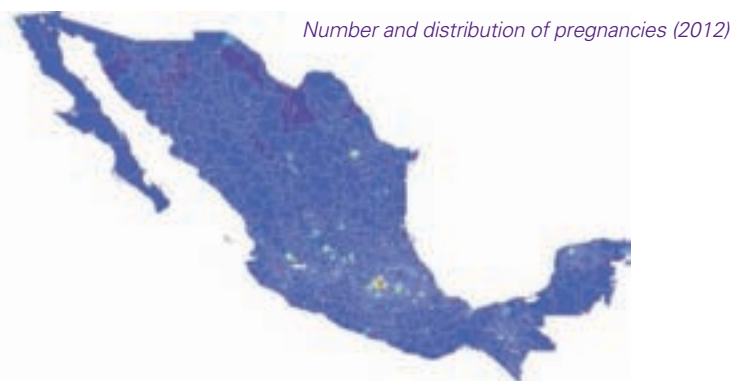 Number and distribution of pregnancies (2012)